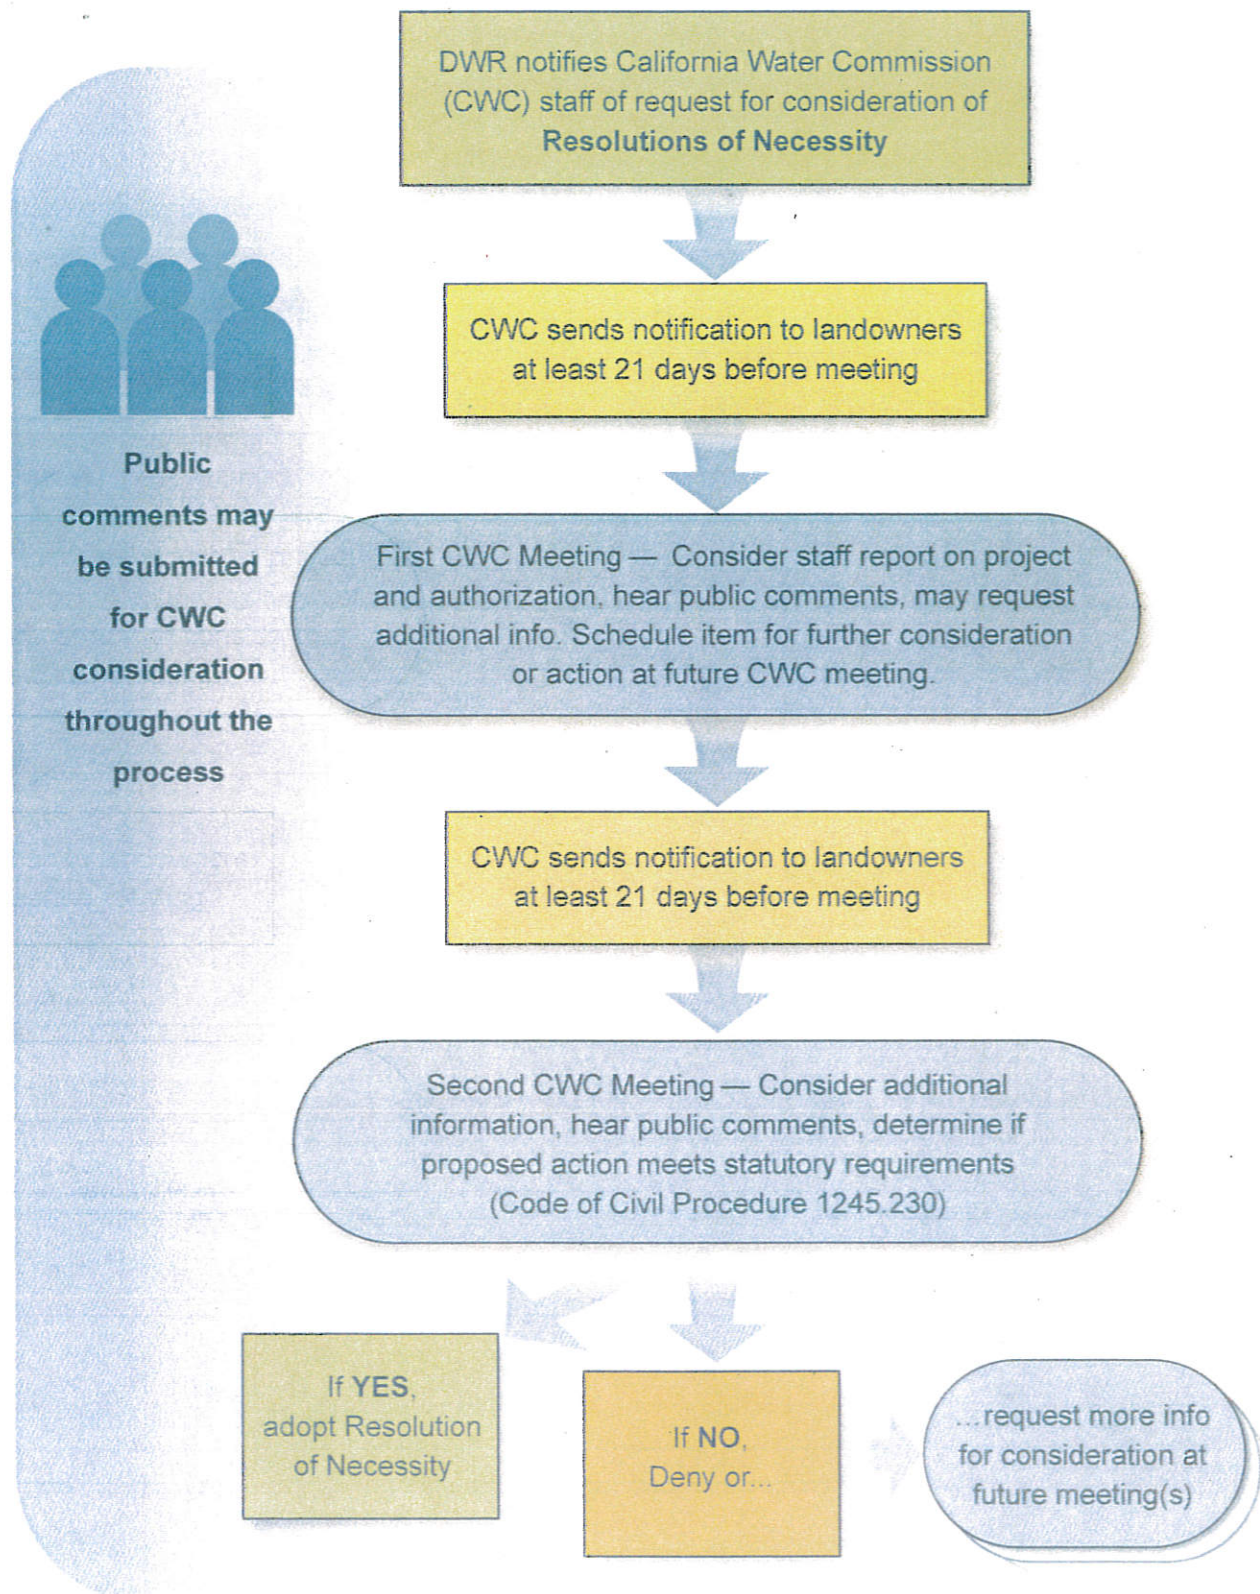 DWR notifies California Water Commission
(CWC) staff of request for consideration of
Resolutions of Necessity
CWC sends notification to landowners
at least 21 days before meeting
Public
comments may
be submitted
for CWC
consideration
throughout the
process
First CWC Meeting — Consider staff report on project
and authorization, hear public comments, may request
additional info. Schedule item for further consideration
or action at future CWC meeting.
CWC sends notification to landowners
at least 21 days before meeting
Second CWC Meeting — Consider additional
information, hear public comments, determine if
proposed action meets statutory requirements
(Code of Civil Procedure 1245.230)
If YES,
adopt Resolution
of Necessity
If NO,
Deny or...
...request more info
for consideration at
future meeting(s)